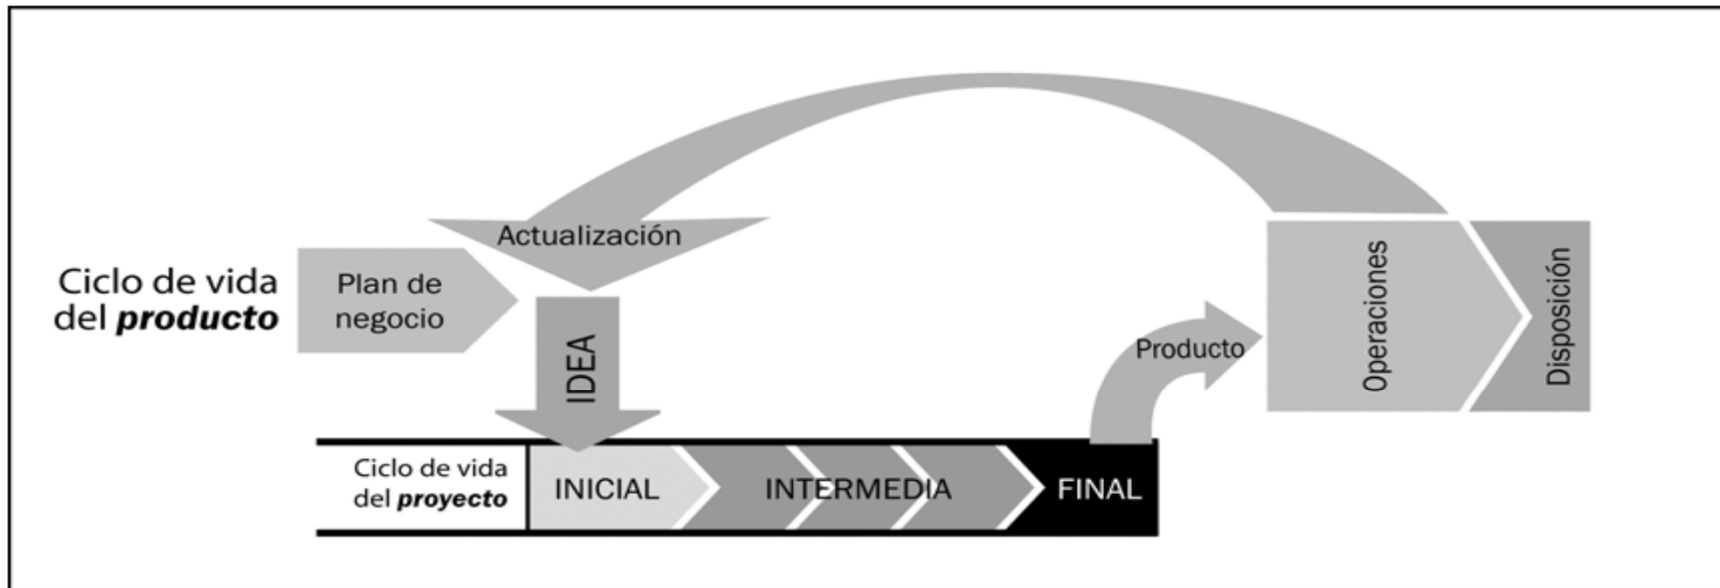 Ciclo de vida
del producto
Plan de
negocio
Actualización
IDEA
Producto
Operaciones
Disposición
Ciclo de vida
del proyecto
INICIAL
INTERMEDIA
FINAL